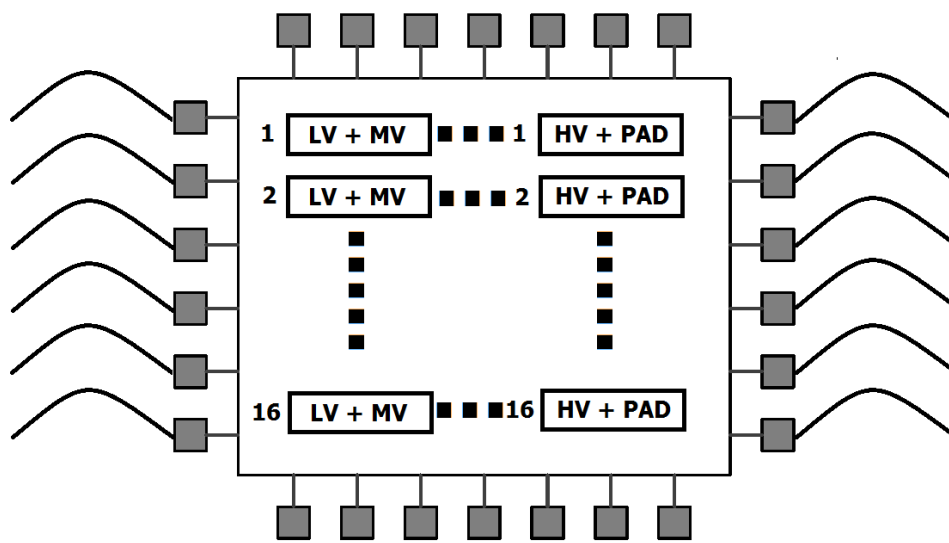 1 LV + MV 1 HV + PAD
2 LV + MV 2 HV + PAD
16 LV + MV 16 HV + PAD